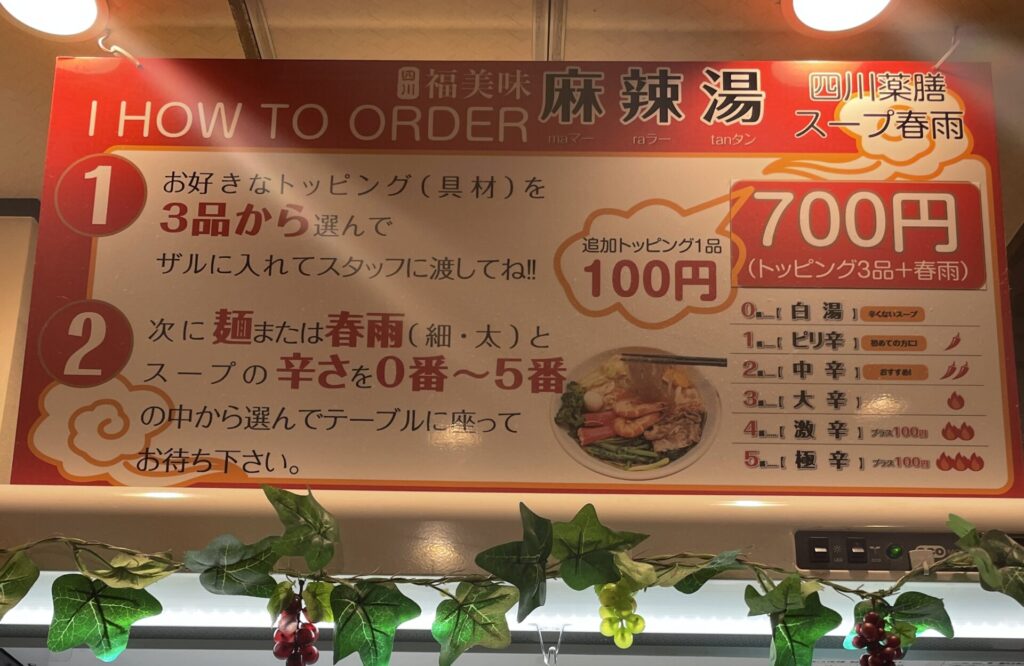 四川 福美味 麻辣湯
maマー raラー tanタン
I HOW TO ORDER
四川薬膳
スープ春雨
1
お好きなトッピング(具材)を
3品から選んで
ザルに入れてスタッフに渡してね!!
追加トッピング1品
100円
700円
(トッピング3品+春雨)
2
次に麺または春雨(細・太)と
スープの辛さを0番～5番
の中から選んでテーブルに座って
お待ち下さい。
0番 [ 白湯 ] 辛くないスープ
1番 [ ピリ辛 ] 初めての方に!
2番 [ 中辛 ] おすすめ!
3番 [ 大辛 ]
4番 [ 激辛 ] プラス100円
5番 [ 極辛 ] プラス100円